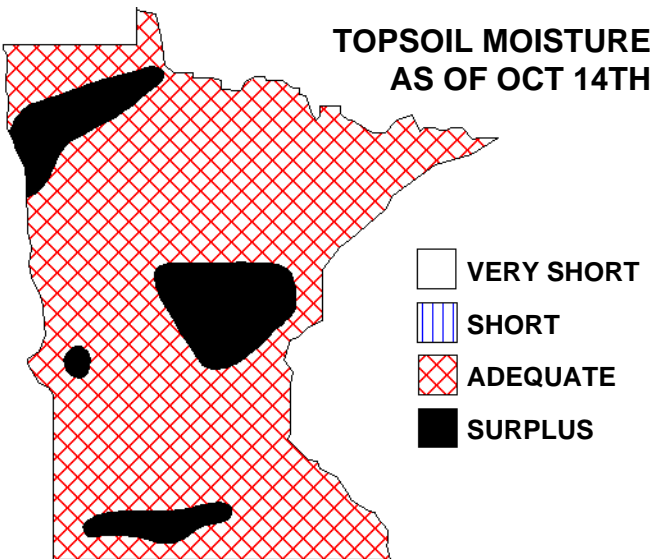 TOPSOIL MOISTURE
AS OF OCT 14TH
VERY SHORT
SHORT
ADEQUATE
SURPLUS